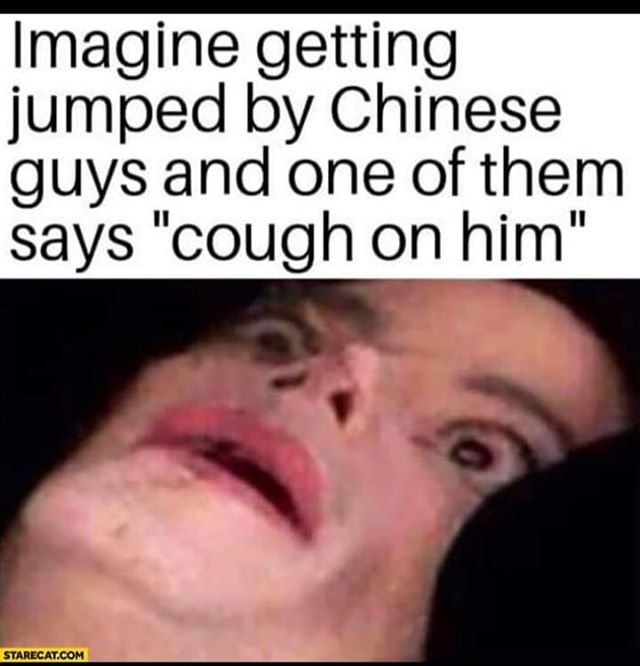 Imagine getting
jumped by Chinese
guys and one of them
says "cough on him"
STARECAT.COM